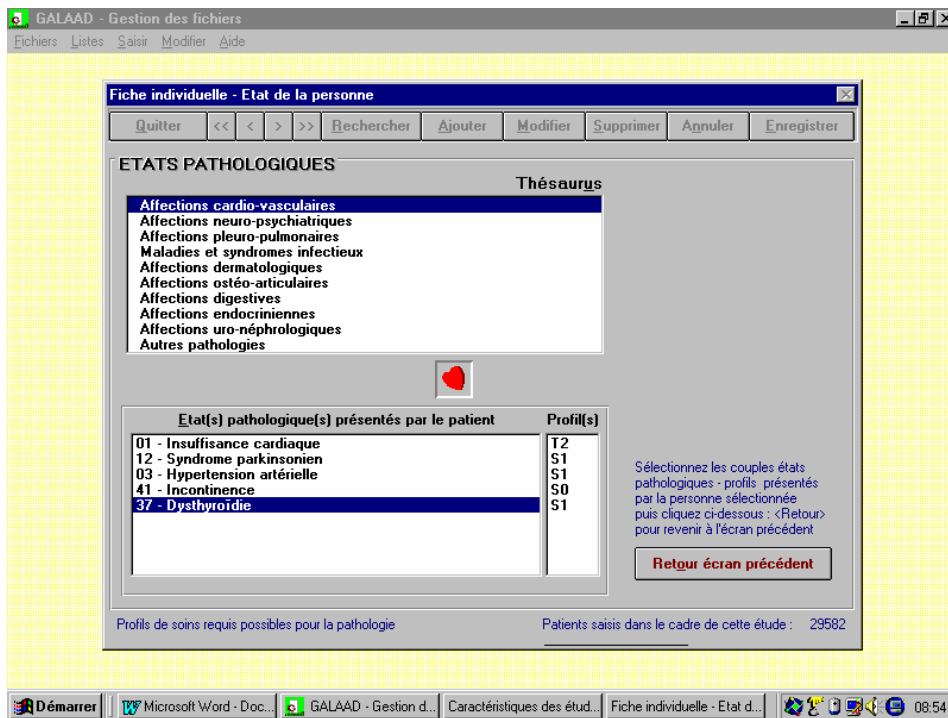 GALAAD - Gestion des fichiers
Fichiers Listes Saisir Modifier Aide
Fiche individuelle - Etat de la personne
Quitter << < > >> Rechercher Ajouter Modifier Supprimer Annuler Enregistrer
ETATS PATHOLOGIQUES
Thésaurus
Affections cardio-vasculaires
Affections neuro-psychiatriques
Affections pleuro-pulmonaires
Maladies et syndromes infectieux
Affections dermatologiques
Affections ostéo-articulaires
Affections digestives
Affections endocriniennes
Affections uro-néphrologiques
Autres pathologies
Etat(s) pathologique(s) présentés par le patient Profil(s)
01 - Insuffisance cardiaque T2
12 - Syndrome parkinsonien S1
03 - Hypertension artérielle S1
41 - Incontinence S0
37 - Dysthyroïdie S1
Sélectionnez les couples états
pathologiques - profils présentés
par la personne sélectionnée
puis cliquez ci-dessous : <Retour>
pour revenir à l'écran précédent
Retour écran précédent
Profils de soins requis possibles pour la pathologie Patients saisis dans le cadre de cette étude : 29582
Démarrer Microsoft Word - Doc... GALAAD - Gestion d... Caractéristiques des étud... Fiche individuelle - Etat d... 08:54